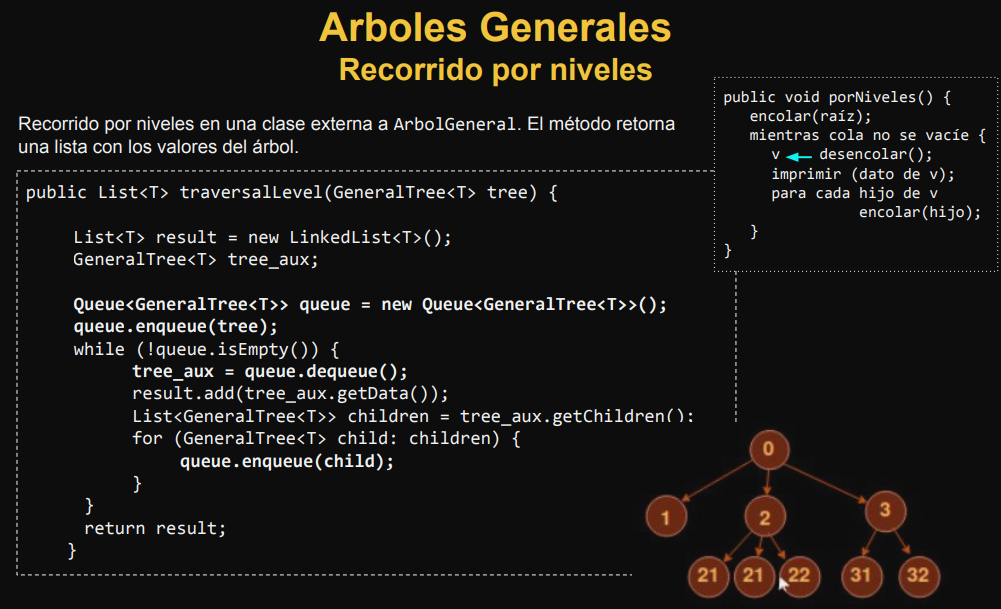 Arboles Generales
Recorrido por niveles
Recorrido por niveles en una clase externa a ArbolGeneral. El método retorna
una lista con los valores del árbol.
public void porNiveles() {
encolar(raíz);
mientras cola no se vacíe {
v desencolar();
imprimir (dato de v);
para cada hijo de v
encolar(hijo);
}
}
public List<T> traversalLevel(GeneralTree<T> tree) {
List<T> result = new LinkedList<T>();
GeneralTree<T> tree_aux;
Queue<GeneralTree<T>> queue = new Queue<GeneralTree<T>>();
queue.enqueue(tree);
while (!queue.isEmpty()) {
tree_aux = queue.dequeue();
result.add(tree_aux.getData());
List<GeneralTree<T>> children = tree_aux.getChildren();
for (GeneralTree<T> child: children) {
queue.enqueue(child);
}
}
return result;
}
0
1 2 3
21 21 22 31 32